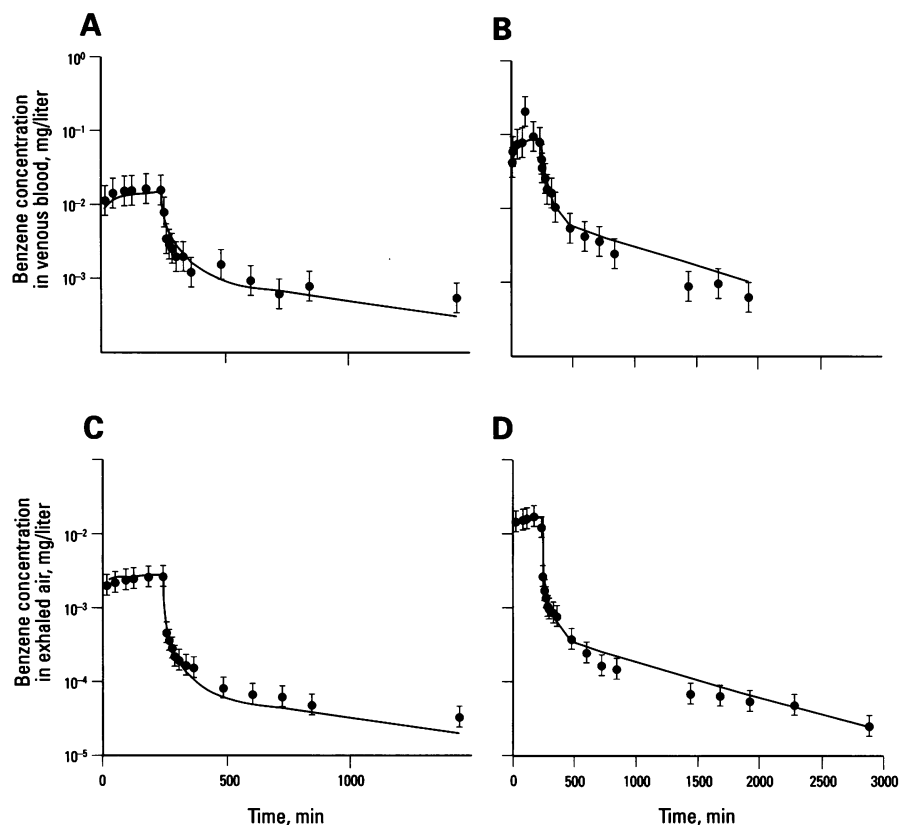 A
B
10⁰
10⁻¹
10⁻²
10⁻³
Benzene concentration
in venous blood, mg/liter
C
D
10⁻²
10⁻³
10⁻⁴
10⁻⁵
Benzene concentration
in exhaled air, mg/liter
0 500 1000
0 500 1000 1500 2000 2500 3000
Time, min
Time, min